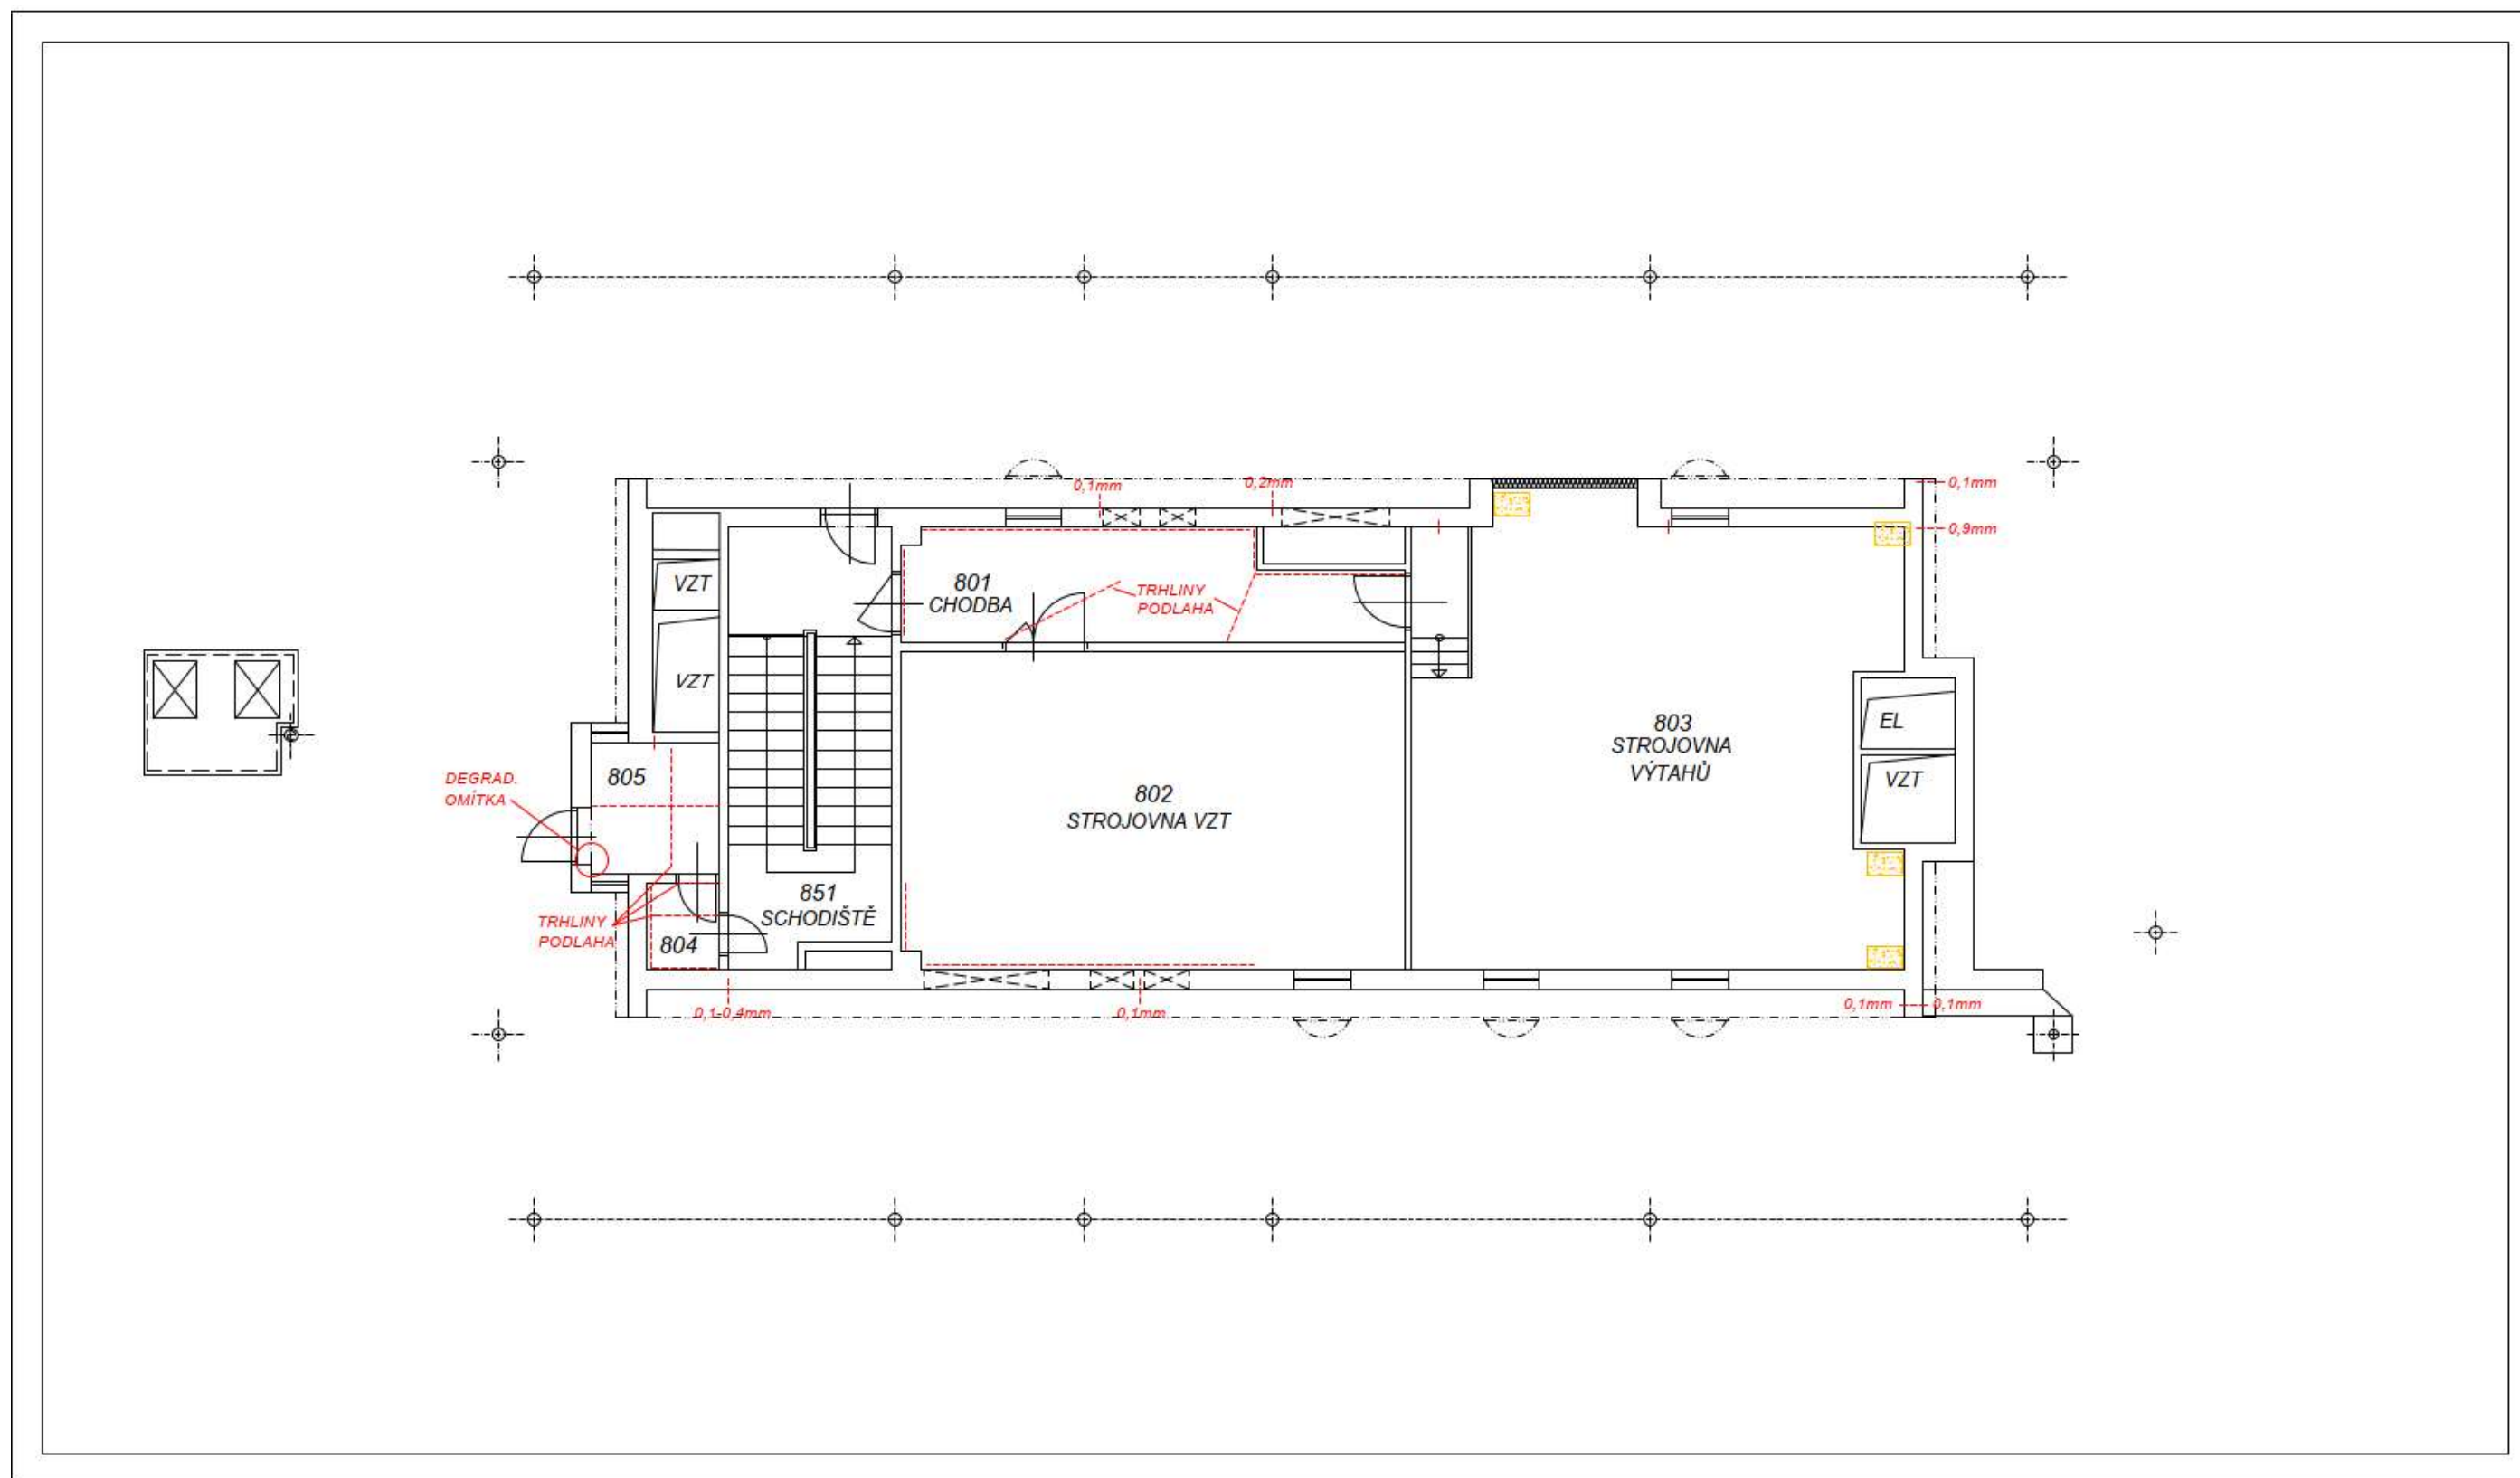 0,1mm
0,2mm
0,1mm
0,9mm
VZT
801
CHODBA
TRHLINY
PODLAHA
VZT
EL
803
STROJOVNA
VÝTAHŮ
VZT
805
DEGRAD.
OMÍTKA
802
STROJOVNA VZT
851
SCHODIŠTĚ
TRHLINY
PODLAHA
804
0,1-0,4mm
0,1mm
0,1mm
0,1mm